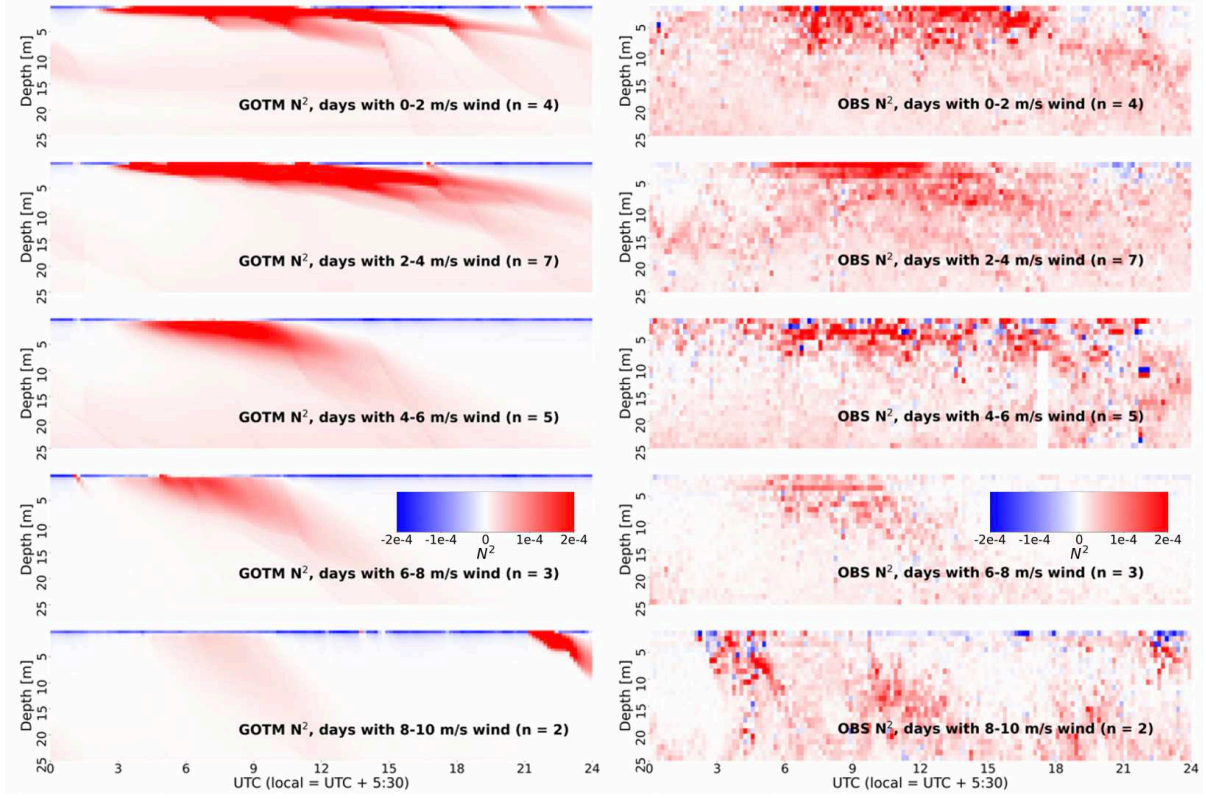 Depth [m]
5
10
15
20
25
GOTM N², days with 0-2 m/s wind (n = 4)
Depth [m]
5
10
15
20
25
OBS N², days with 0-2 m/s wind (n = 4)
Depth [m]
5
10
15
20
25
GOTM N², days with 2-4 m/s wind (n = 7)
Depth [m]
5
10
15
20
25
OBS N², days with 2-4 m/s wind (n = 7)
Depth [m]
5
10
15
20
25
GOTM N², days with 4-6 m/s wind (n = 5)
Depth [m]
5
10
15
20
25
OBS N², days with 4-6 m/s wind (n = 5)
Depth [m]
5
10
15
20
25
-2e-4 -1e-4 0 1e-4 2e-4
N²
GOTM N², days with 6-8 m/s wind (n = 3)
Depth [m]
5
10
15
20
25
-2e-4 -1e-4 0 1e-4 2e-4
N²
OBS N², days with 6-8 m/s wind (n = 3)
Depth [m]
5
10
15
20
25
GOTM N², days with 8-10 m/s wind (n = 2)
0 3 6 9 12 15 18 21 24
UTC (local = UTC + 5:30)
Depth [m]
5
10
15
20
25
OBS N², days with 8-10 m/s wind (n = 2)
0 3 6 9 12 15 18 21 24
UTC (local = UTC + 5:30)